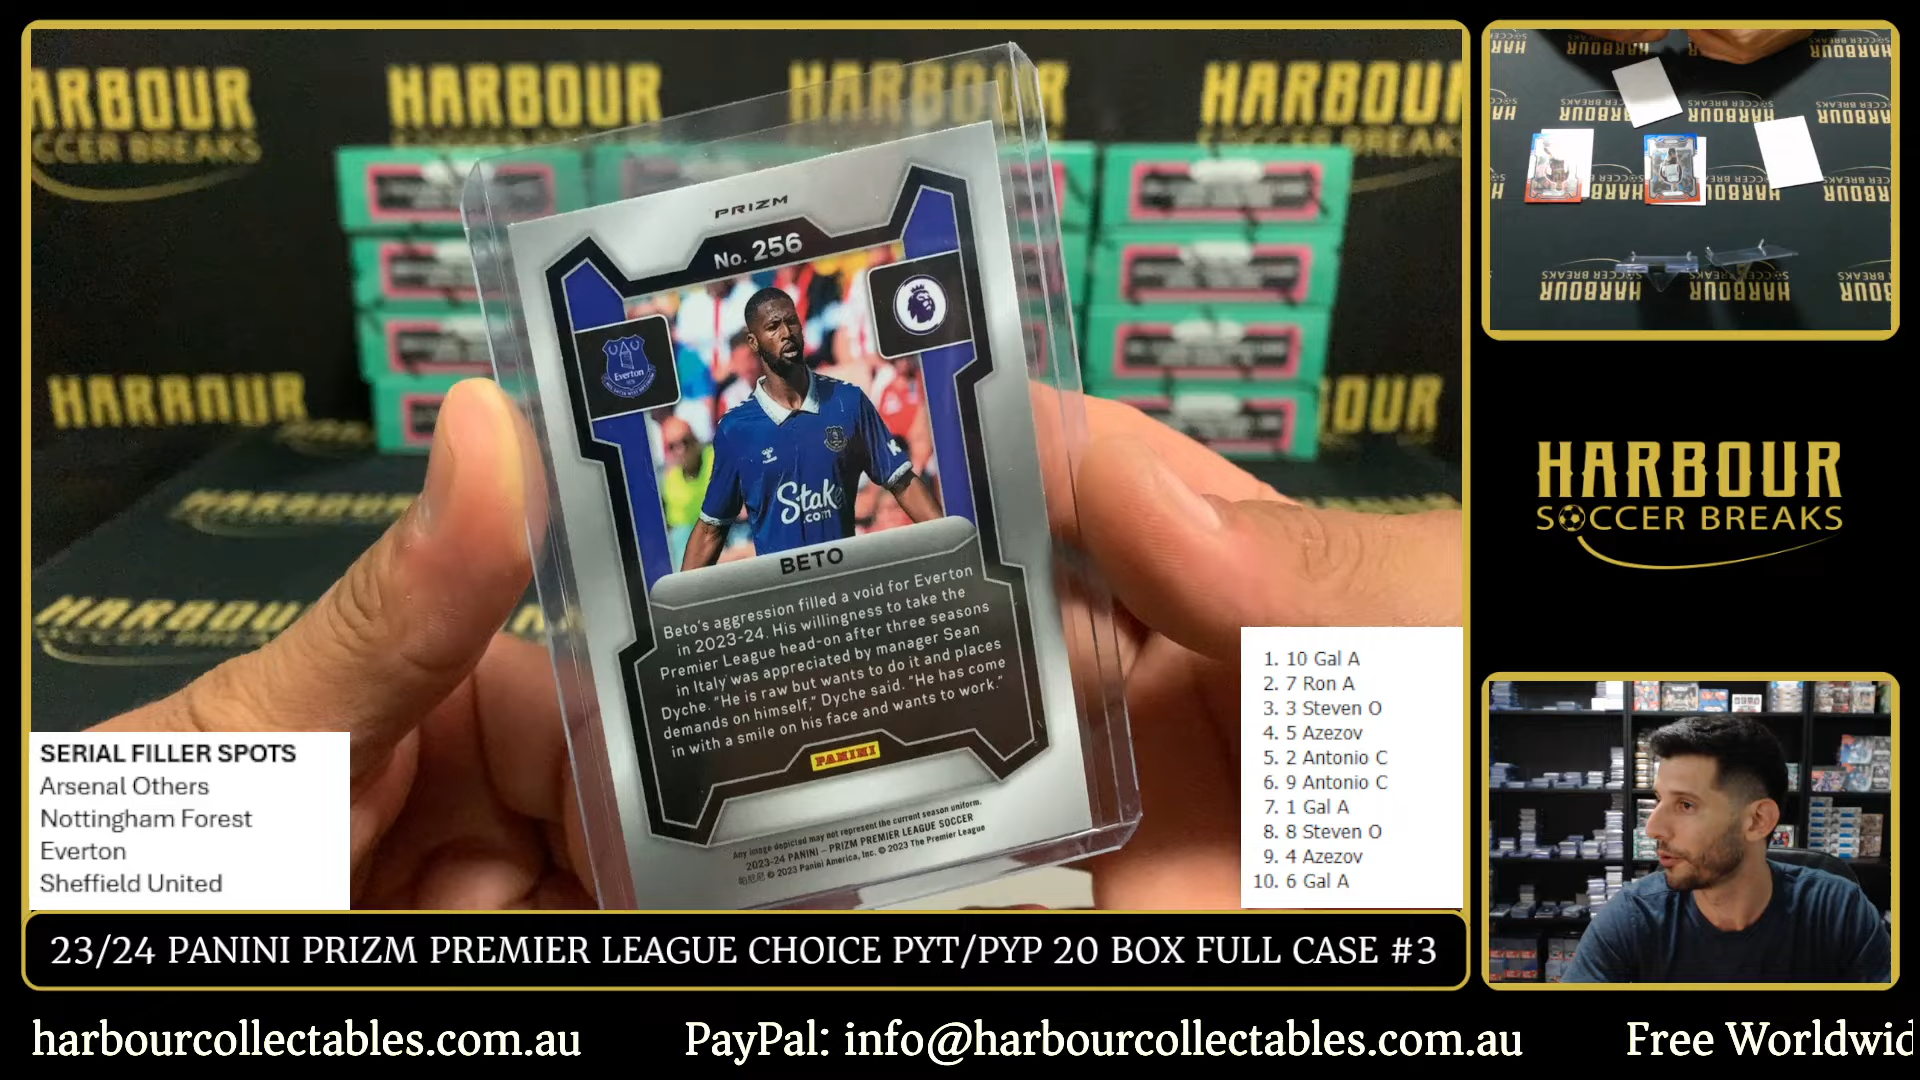 HARBOUR
SOCCER BREAKS
PRIZM
No. 256
Everton
Stake
.com
BETO
Beto's aggression filled a void for Everton
in 2023-24. His willingness to take the
Premier League head-on after three seasons
in Italy was appreciated by manager Sean
Dyche. "He is raw but wants to do it and places
demands on himself," Dyche said. "He has come
in with a smile on his face and wants to work."
PANINI
Any image depicted may not represent the current season uniform.
2023-24 PANINI – PRIZM PREMIER LEAGUE SOCCER
© 2023 Panini America, Inc. © 2023 The Premier League
SERIAL FILLER SPOTS
Arsenal Others
Nottingham Forest
Everton
Sheffield United
1. 10 Gal A
2. 7 Ron A
3. 3 Steven O
4. 5 Azezov
5. 2 Antonio C
6. 9 Antonio C
7. 1 Gal A
8. 8 Steven O
9. 4 Azezov
10. 6 Gal A
HARBOUR
SOCCER BREAKS
23/24 PANINI PRIZM PREMIER LEAGUE CHOICE PYT/PYP 20 BOX FULL CASE #3
harbourcollectables.com.au PayPal: info@harbourcollectables.com.au Free Worldwid